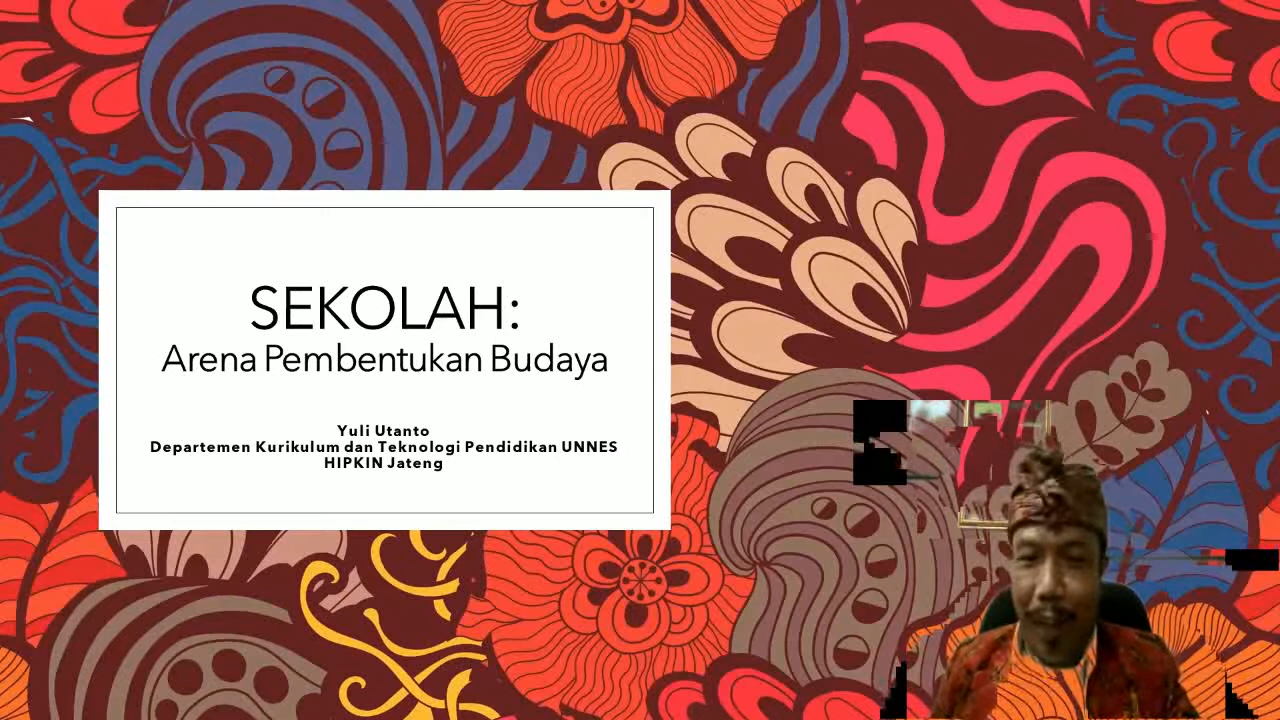 SEKOLAH:
Arena Pembentukan Budaya
Yuli Utanto
Departemen Kurikulum dan Teknologi Pendidikan UNNES
HIPKIN Jateng